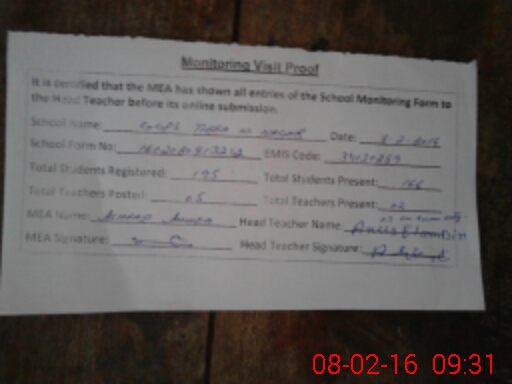 Monitoring Visit Proof
It is certified that the MEA has shown all entries of the School Monitoring Form to
the Head Teacher before its online submission.
School Name: Date: 8-2-2016
School Form No: EMIS Code:
Total Students Registered: 195 Total Students Present: 166
Total Teachers Posted: 05 Total Teachers Present: 02
MEA Name: Ahmad Head Teacher Name:
MEA Signature: Head Teacher Signature:
08-02-16 09:31